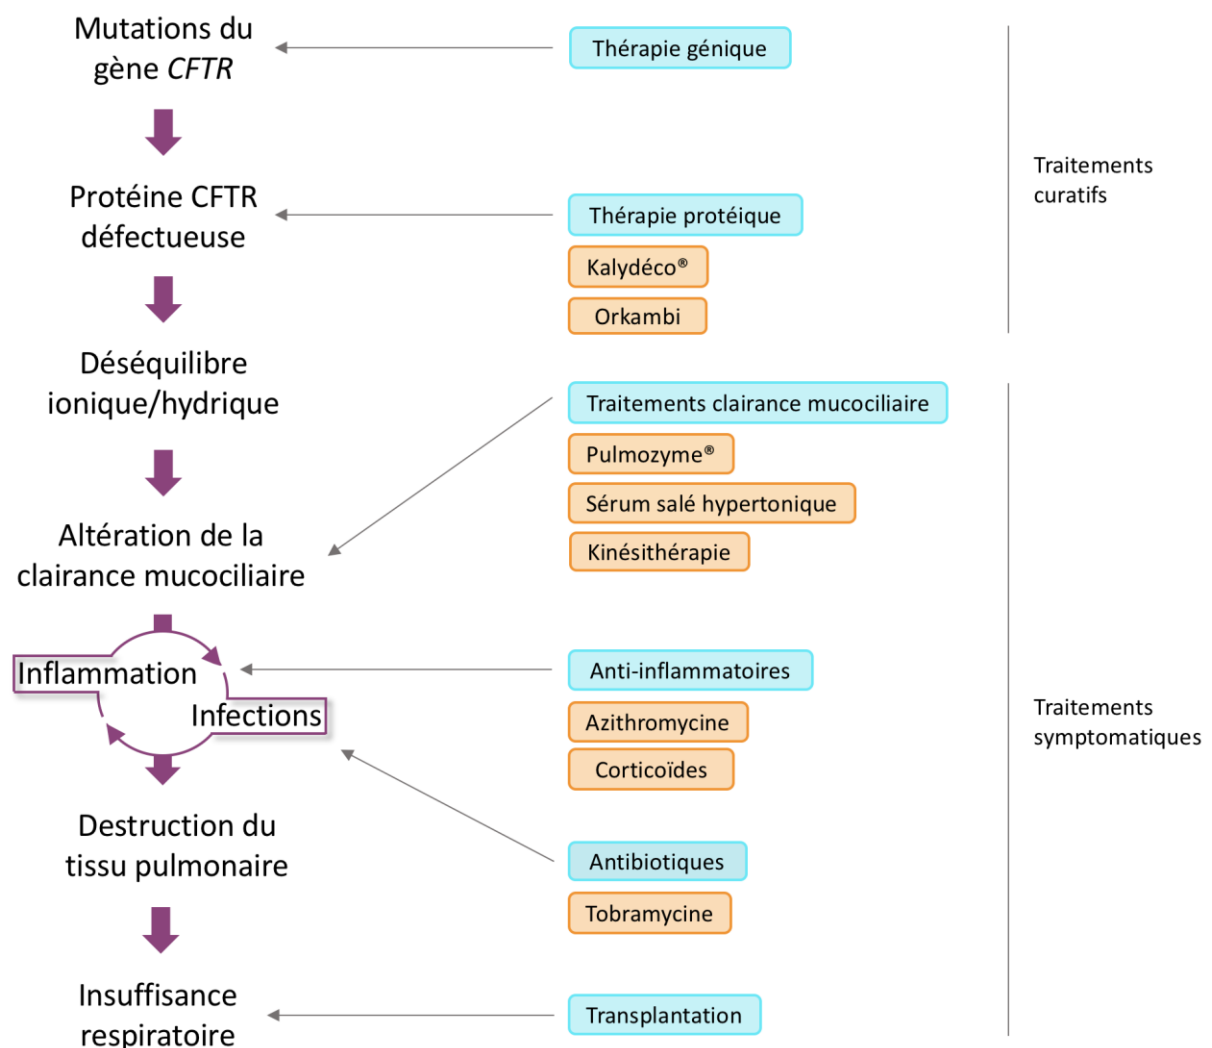 Mutations du
gène CFTR
Thérapie génique
Traitements
curatifs
Protéine CFTR
défectueuse
Thérapie protéique
Kalydéco®
Orkambi
Déséquilibre
ionique/hydrique
Traitements clairance mucociliaire
Pulmozyme®
Sérum salé hypertonique
Kinésithérapie
Altération de la
clairance mucociliaire
Inflammation
Infections
Anti-inflammatoires
Azithromycine
Corticoïdes
Traitements
symptomatiques
Destruction du
tissu pulmonaire
Antibiotiques
Tobramycine
Insuffisance
respiratoire
Transplantation